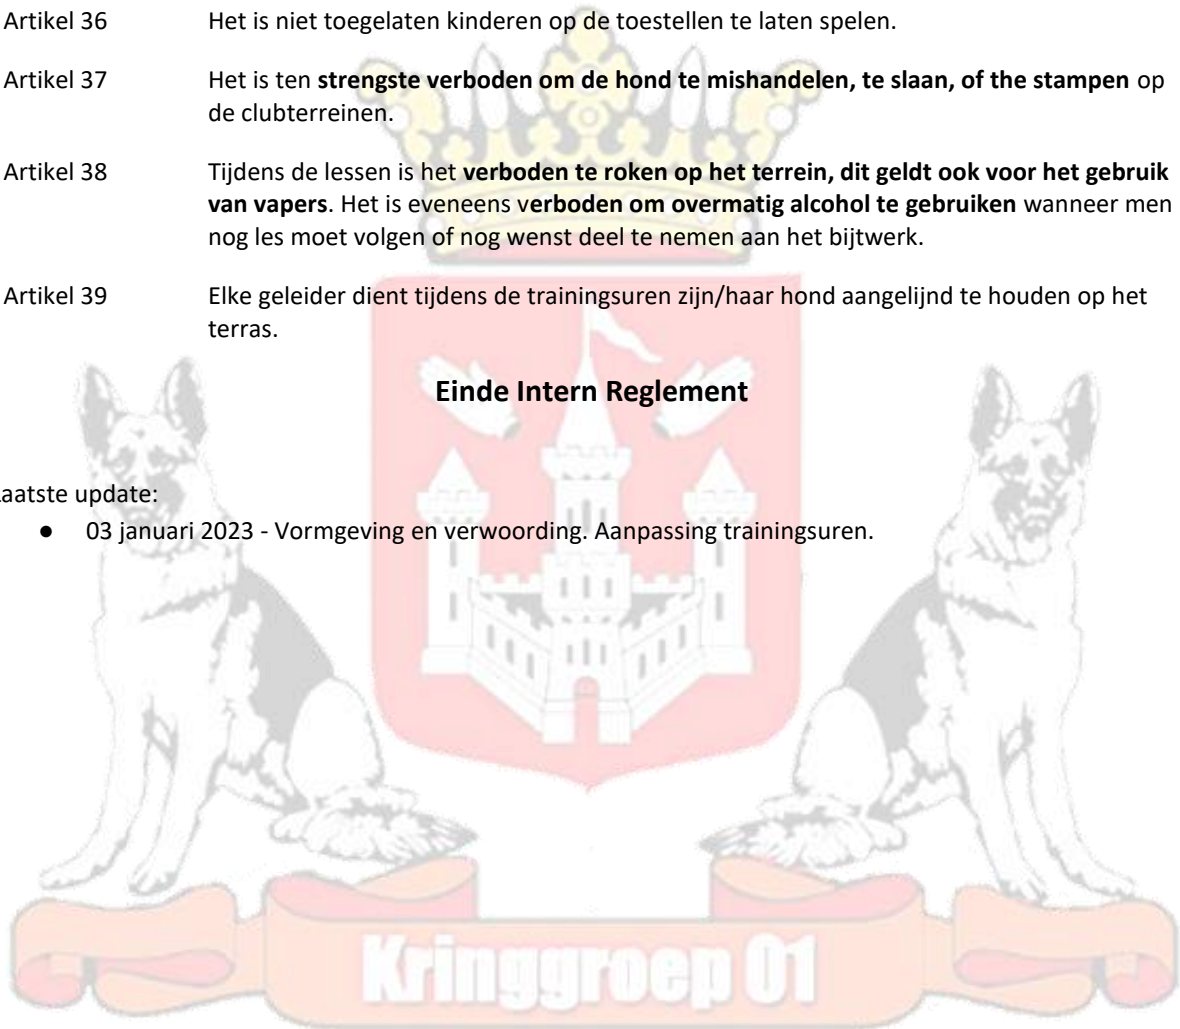 Artikel 36 Het is niet toegelaten kinderen op de toestellen te laten spelen.
Artikel 37 Het is ten strengste verboden om de hond te mishandelen, te slaan, of the stampen op
de clubterreinen.
Artikel 38 Tijdens de lessen is het verboden te roken op het terrein, dit geldt ook voor het gebruik
van vapers. Het is eveneens verboden om overmatig alcohol te gebruiken wanneer men
nog les moet volgen of nog wenst deel te nemen aan het bijtwerk.
Artikel 39 Elke geleider dient tijdens de trainingsuren zijn/haar hond aangelijnd te houden op het
terras.
Einde Intern Reglement
aatste update:
● 03 januari 2023 - Vormgeving en verwoording. Aanpassing trainingsuren.
Kringgroep 01